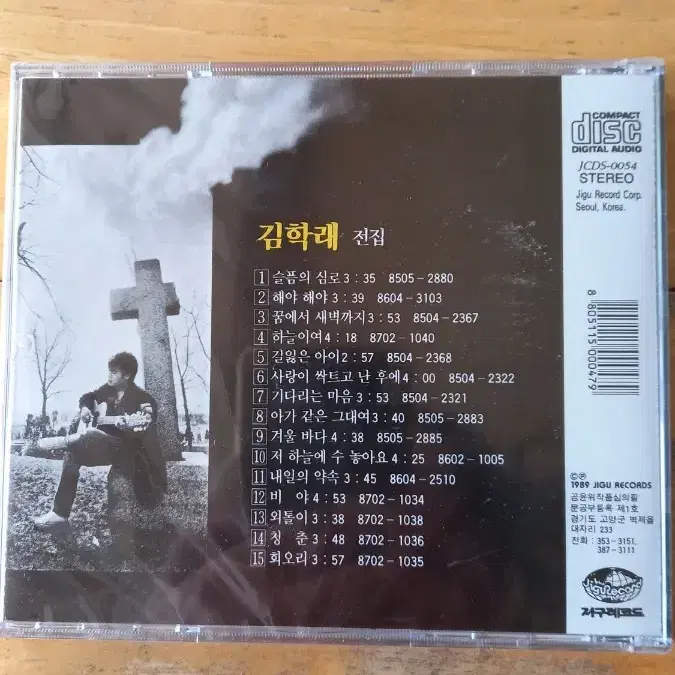 김학래 전집
1 슬픔의 심로 3 : 35 8505-2880
2 해야 해야 3 : 39 8604-3103
3 꿈에서 새벽까지 3 : 53 8504-2367
4 하늘이여 4 : 18 8702-1040
5 길잃은 아이 2 : 57 8504-2368
6 사랑이 싹트고 난 후에 4 : 00 8504-2322
7 기다리는 마음 3 : 53 8504-2321
8 아가 같은 그대여 3 : 40 8505-2883
9 겨울 바다 4 : 38 8505-2885
10 저 하늘에 수 놓아요 4 : 25 8602-1005
11 내일의 약속 3 : 45 8604-2510
12 비 야 4 : 53 8702-1034
13 외톨이 3 : 38 8702-1038
14 청 춘 3 : 48 8702-1036
15 회오리 3 : 57 8702-1035
COMPACT
disc
DIGITAL AUDIO
JCDS-0054
STEREO
Jigu Record Corp.
Seoul, Korea.
8 805115 000479
©℗
1989 JIGU RECORDS
공윤위작품심의필
문공부등록 제1호
경기도 고양군 벽제읍
대자리 233
전화 : 353-3151,
387-3111
Jigu Record
지구레코드